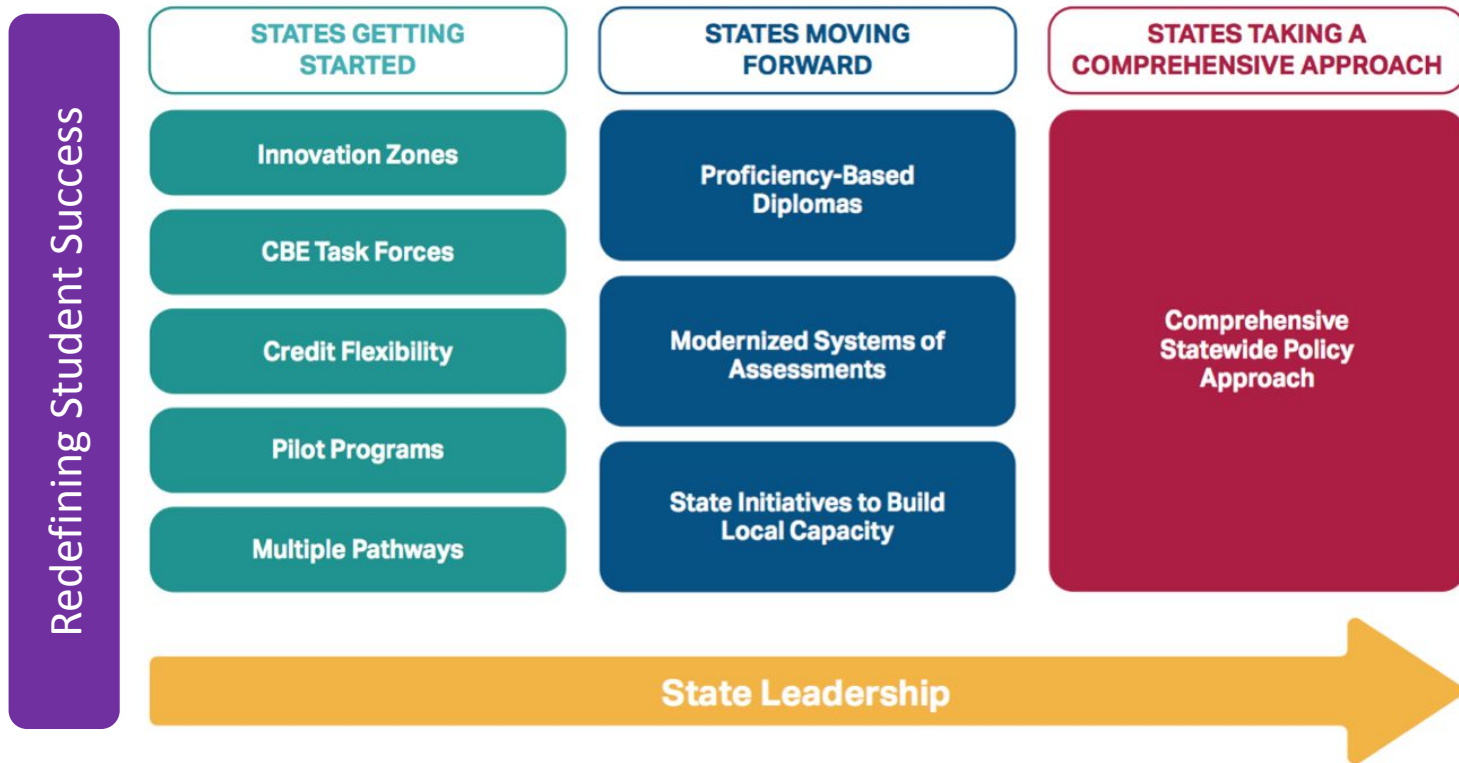 Redefining Student Success
STATES GETTING
STARTED
Innovation Zones
CBE Task Forces
Credit Flexibility
Pilot Programs
Multiple Pathways
STATES MOVING
FORWARD
Proficiency-Based
Diplomas
Modernized Systems of
Assessments
State Initiatives to Build
Local Capacity
STATES TAKING A
COMPREHENSIVE APPROACH
Comprehensive
Statewide Policy
Approach
State Leadership